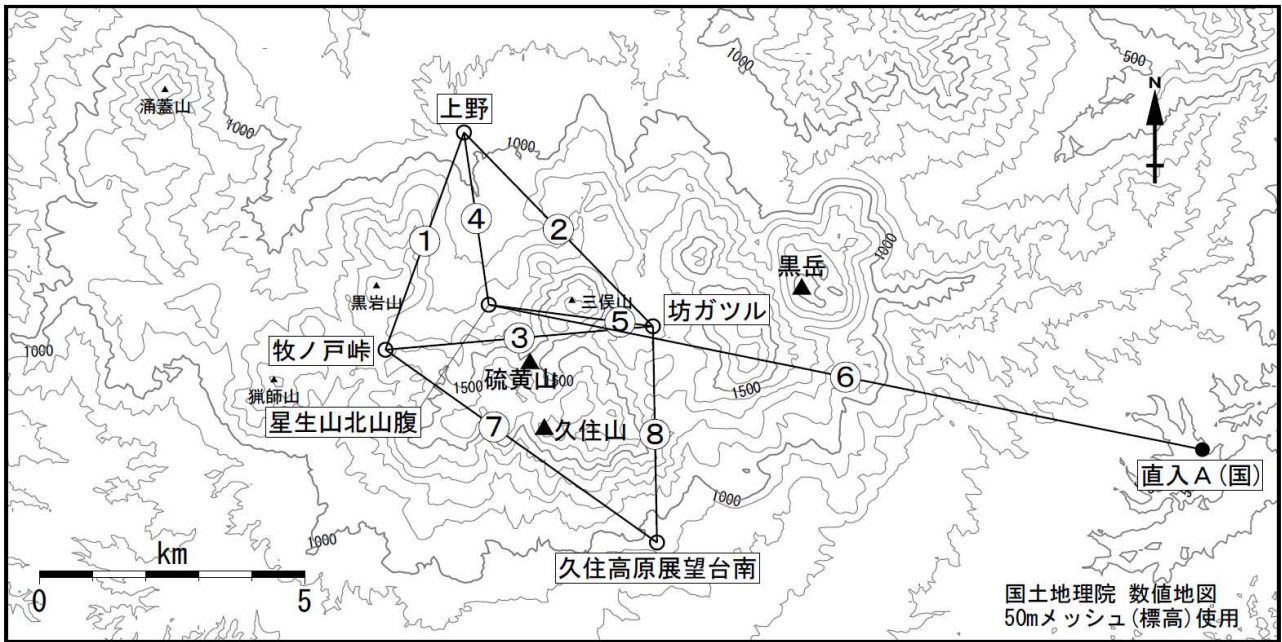 涌蓋山
1000
上野
1000
1000
500
N
④
②
①
1000
黒岳
黒岩山
三俣山
坊ガツル
⑤
③
牧ノ戸峠
1000
硫黄山
1500
1500
⑥
1500
猟師山
星生山北山腹
⑦
久住山
⑧
直入A(国)
1000
1000
久住高原展望台南
km
0
5
国土地理院 数値地図
50mメッシュ(標高)使用